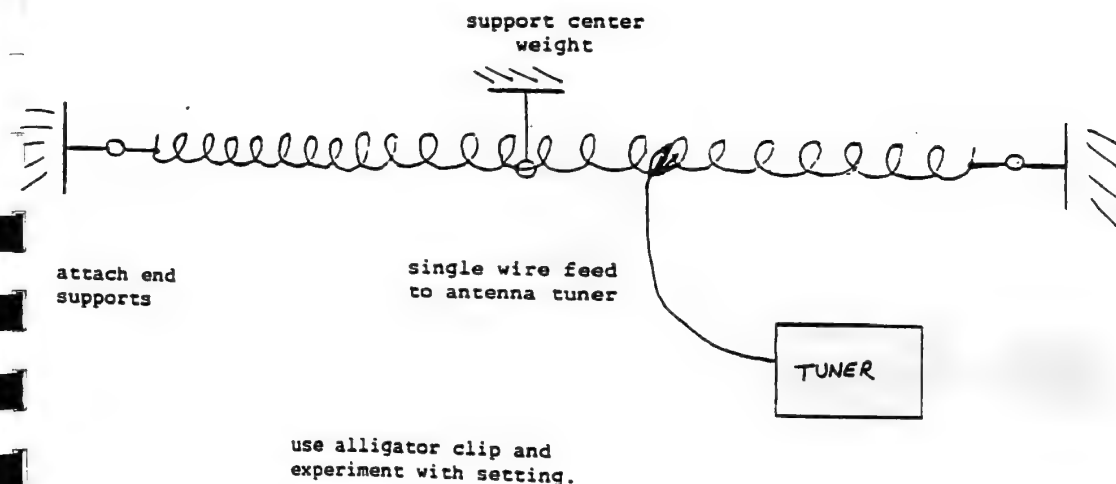 support center
weight
attach end
supports
single wire feed
to antenna tuner
TUNER
use alligator clip and
experiment with setting.